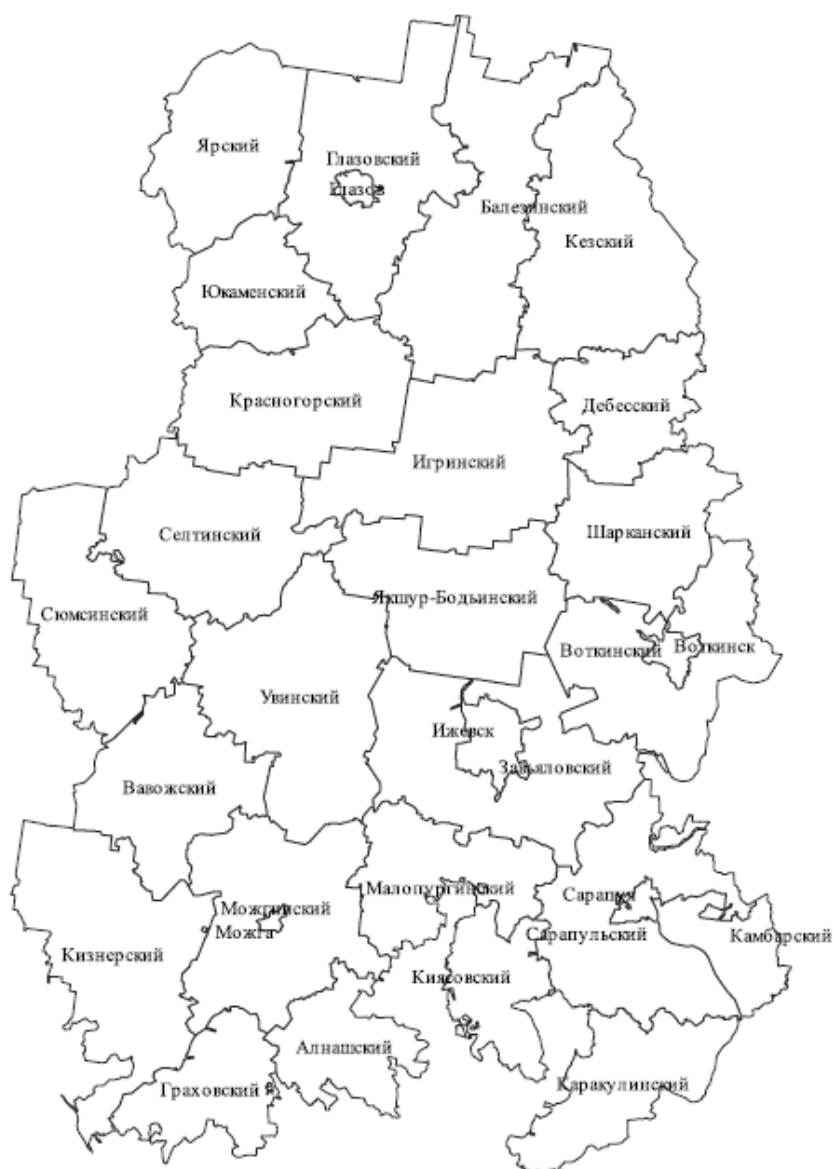 Ярский
Глазовский
Глазов
Балезинский
Кезский
Юкаменский
Красногорский
Дебесский
Игринский
Селтинский
Шарканский
Якшур-Бодьинский
Сюмсинский
Воткинский
Воткинск
Увинский
Ижевск
Завьяловский
Вавожский
Малопургинский
Сарапул
Можгинский
Можга
Сарапульский
Камбарский
Кизнерский
Киясовский
Алнашский
Граховский
Каракулинский